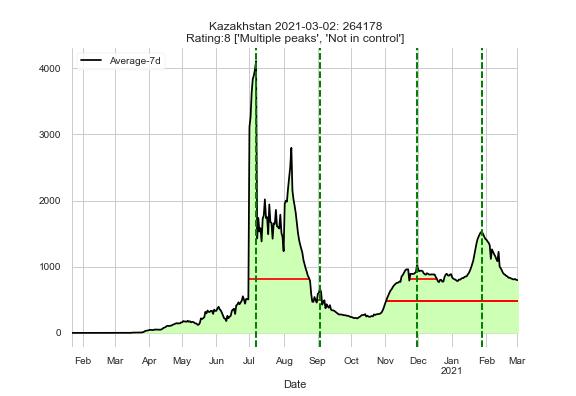 Kazakhstan 2021-03-02: 264178
Rating:8 ['Multiple peaks', 'Not in control']
Average-7d
4000
3000
2000
1000
0
Feb Mar Apr May Jun Jul Aug Sep Oct Nov Dec Jan Feb Mar
2021
Date